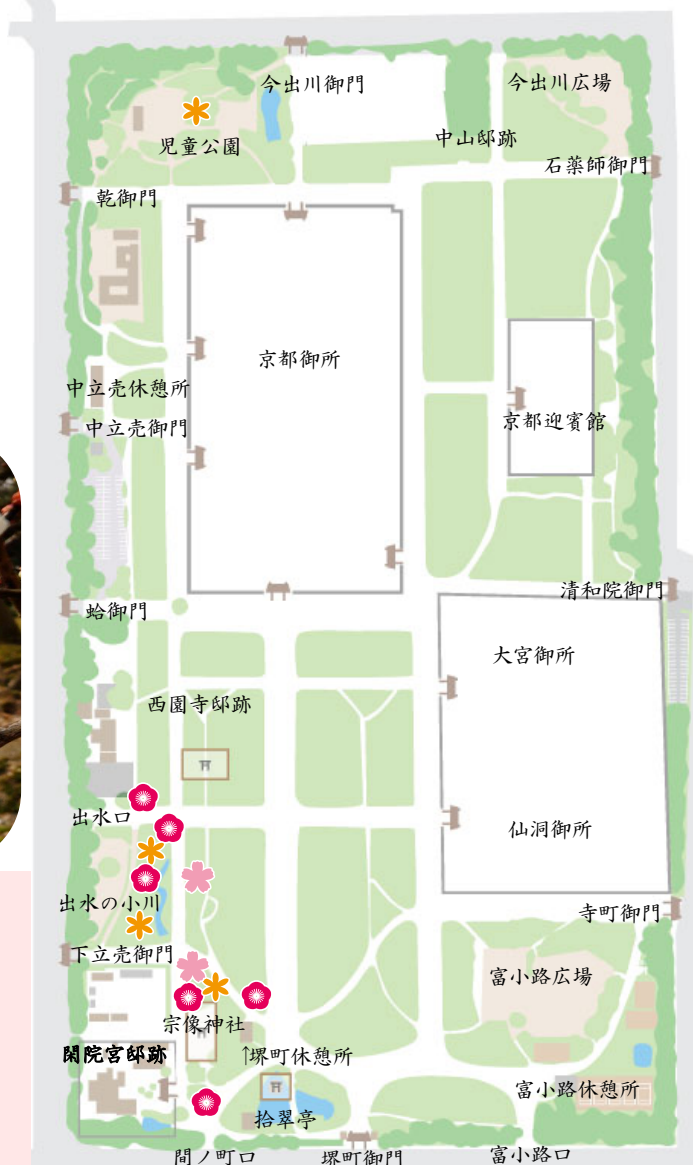 今出川御門
今出川広場
児童公園
中山邸跡
石薬師御門
乾御門
京都御所
中立売休憩所
京都迎賓館
中立売御門
清和院御門
蛤御門
大宮御所
西園寺邸跡
出水口
仙洞御所
出水の小川
寺町御門
下立売御門
富小路広場
宗像神社
閑院宮邸跡
↑堺町休憩所
富小路休憩所
拾翠亭
間ノ町口
堺町御門
富小路口